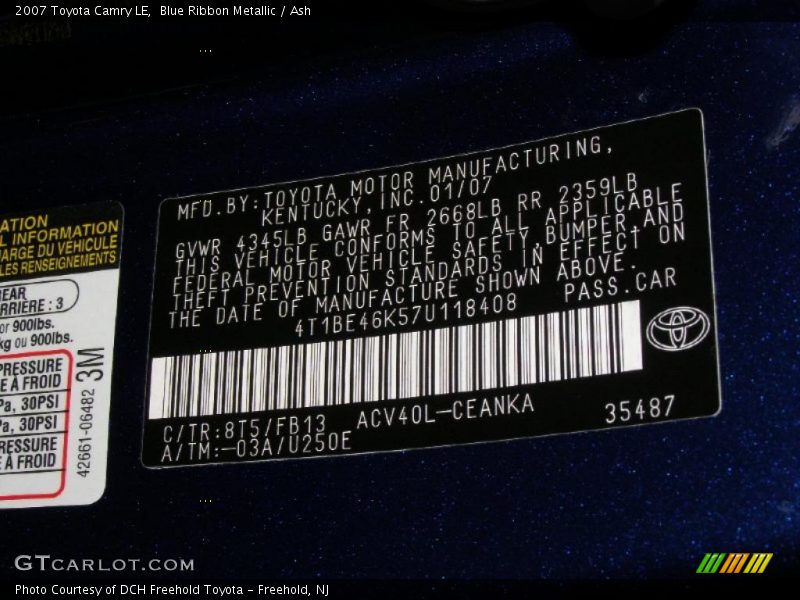 2007 Toyota Camry LE,  Blue Ribbon Metallic / Ash
MFD.BY:TOYOTA MOTOR MANUFACTURING,
KENTUCKY,INC.01/07
GVWR 4345LB GAWR FR 2668LB RR 2359LB
THIS VEHICLE CONFORMS TO ALL APPLICABLE
FEDERAL MOTOR VEHICLE SAFETY,BUMPER,AND
THEFT PREVENTION STANDARDS IN EFFECT ON
THE DATE OF MANUFACTURE SHOWN ABOVE.
4T1BE46K57U118408 PASS.CAR
C/TR:8T5/FB13 ACV40L-CEANKA 35487
A/TM:-03A/U250E
ATION
L INFORMATION
HARGE DU VÉHICULE
LES RENSEIGNEMENTS
REAR
RRIERE : 3
or 900lbs.
kg ou 900lbs.
PRESSURE
E À FROID
Pa, 30PSI
Pa, 30PSI
PRESSURE
E À FROID
42661-06482 3M
GTCARLOT.COM
Photo Courtesy of DCH Freehold Toyota - Freehold, NJ